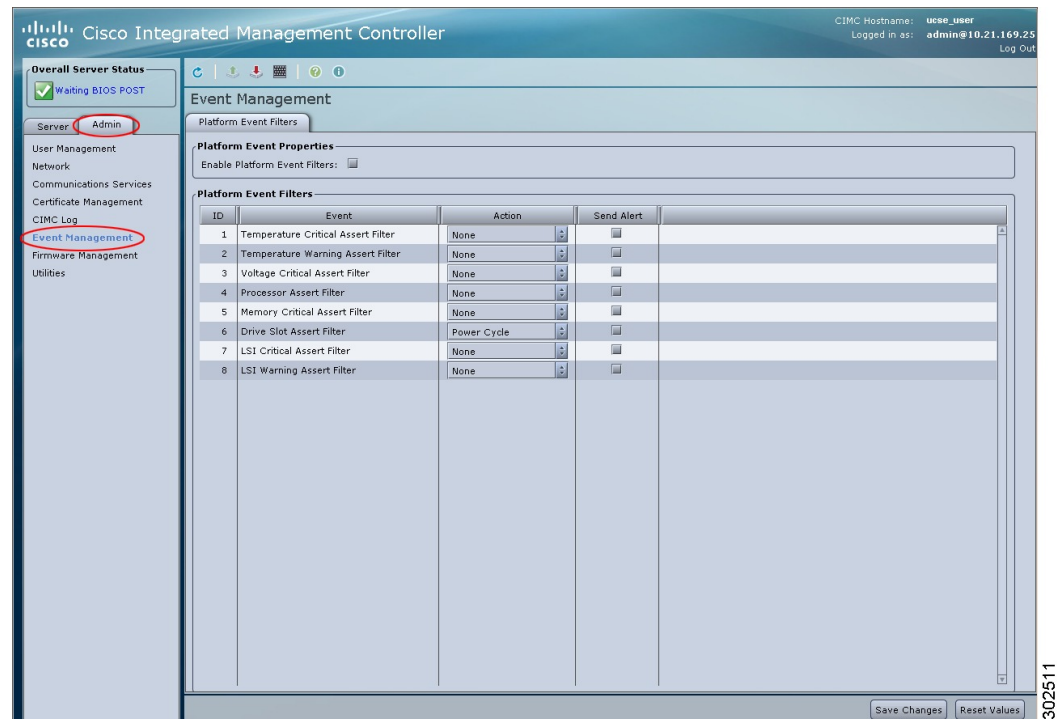 CISCO Cisco Integrated Management Controller
CIMC Hostname: ucse_user
Logged in as: admin@10.21.169.25
Log Out
Overall Server Status
Waiting BIOS POST
Server Admin
User Management
Network
Communications Services
Certificate Management
CIMC Log
Event Management
Firmware Management
Utilities
Event Management
Platform Event Filters
Platform Event Properties
Enable Platform Event Filters:
Platform Event Filters
ID Event Action Send Alert
1 Temperature Critical Assert Filter None
2 Temperature Warning Assert Filter None
3 Voltage Critical Assert Filter None
4 Processor Assert Filter None
5 Memory Critical Assert Filter None
6 Drive Slot Assert Filter Power Cycle
7 LSI Critical Assert Filter None
8 LSI Warning Assert Filter None
Save Changes Reset Values
302511